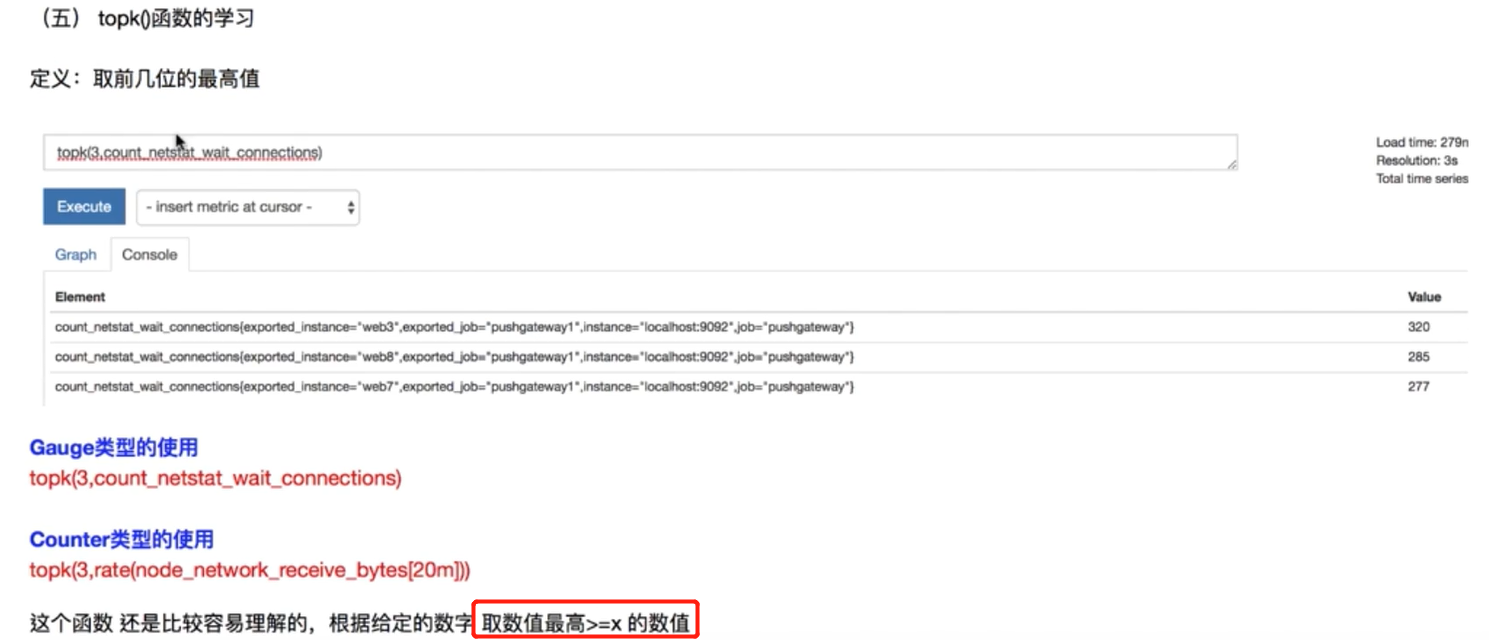 （五） topk()函数的学习
定义：取前几位的最高值
topk(3,count_netstat_wait_connections)
Load time: 279n
Resolution: 3s
Total time series
Execute
- insert metric at cursor -
Graph
Console
Element Value
count_netstat_wait_connections{exported_instance="web3",exported_job="pushgateway1",instance="localhost:9092",job="pushgateway"} 320
count_netstat_wait_connections{exported_instance="web8",exported_job="pushgateway1",instance="localhost:9092",job="pushgateway"} 285
count_netstat_wait_connections{exported_instance="web7",exported_job="pushgateway1",instance="localhost:9092",job="pushgateway"} 277
Gauge类型的使用
topk(3,count_netstat_wait_connections)
Counter类型的使用
topk(3,rate(node_network_receive_bytes[20m]))
这个函数 还是比较容易理解的，根据给定的数字 取数值最高>=x 的数值